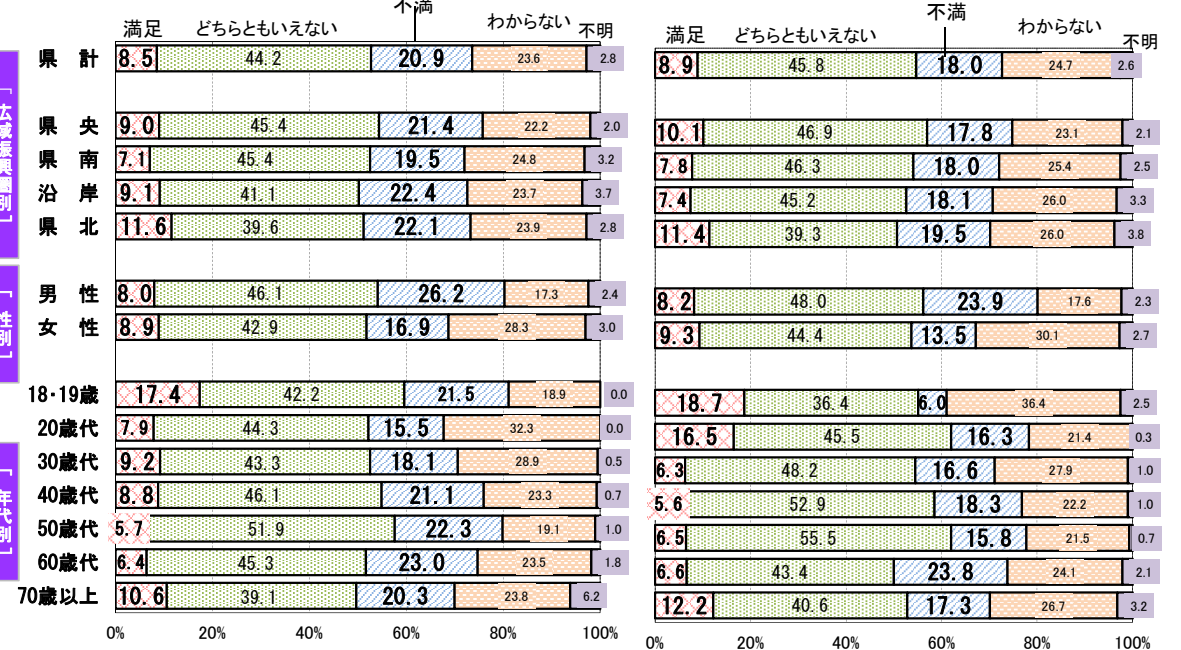 満足 どちらともいえない 不満 わからない 不明
満足 どちらともいえない 不満 わからない 不明
「広域振興圏別」
「性別」
「年代別」
県 計 8.5 44.2 20.9 23.6 2.8 8.9 45.8 18.0 24.7 2.6
県 央 9.0 45.4 21.4 22.2 2.0 10.1 46.9 17.8 23.1 2.1
県 南 7.1 45.4 19.5 24.8 3.2 7.8 46.3 18.0 25.4 2.5
沿 岸 9.1 41.1 22.4 23.7 3.7 7.4 45.2 18.1 26.0 3.3
県 北 11.6 39.6 22.1 23.9 2.8 11.4 39.3 19.5 26.0 3.8
男 性 8.0 46.1 26.2 17.3 2.4 8.2 48.0 23.9 17.6 2.3
女 性 8.9 42.9 16.9 28.3 3.0 9.3 44.4 13.5 30.1 2.7
18・19歳 17.4 42.2 21.5 18.9 0.0 18.7 36.4 6.0 36.4 2.5
20歳代 7.9 44.3 15.5 32.3 0.0 16.5 45.5 16.3 21.4 0.3
30歳代 9.2 43.3 18.1 28.9 0.5 6.3 48.2 16.6 27.9 1.0
40歳代 8.8 46.1 21.1 23.3 0.7 5.6 52.9 18.3 22.2 1.0
50歳代 5.7 51.9 22.3 19.1 1.0 6.5 55.5 15.8 21.5 0.7
60歳代 6.4 45.3 23.0 23.5 1.8 6.6 43.4 23.8 24.1 2.1
70歳以上 10.6 39.1 20.3 23.8 6.2 12.2 40.6 17.3 26.7 3.2
0% 20% 40% 60% 80% 100%
0% 20% 40% 60% 80% 100%